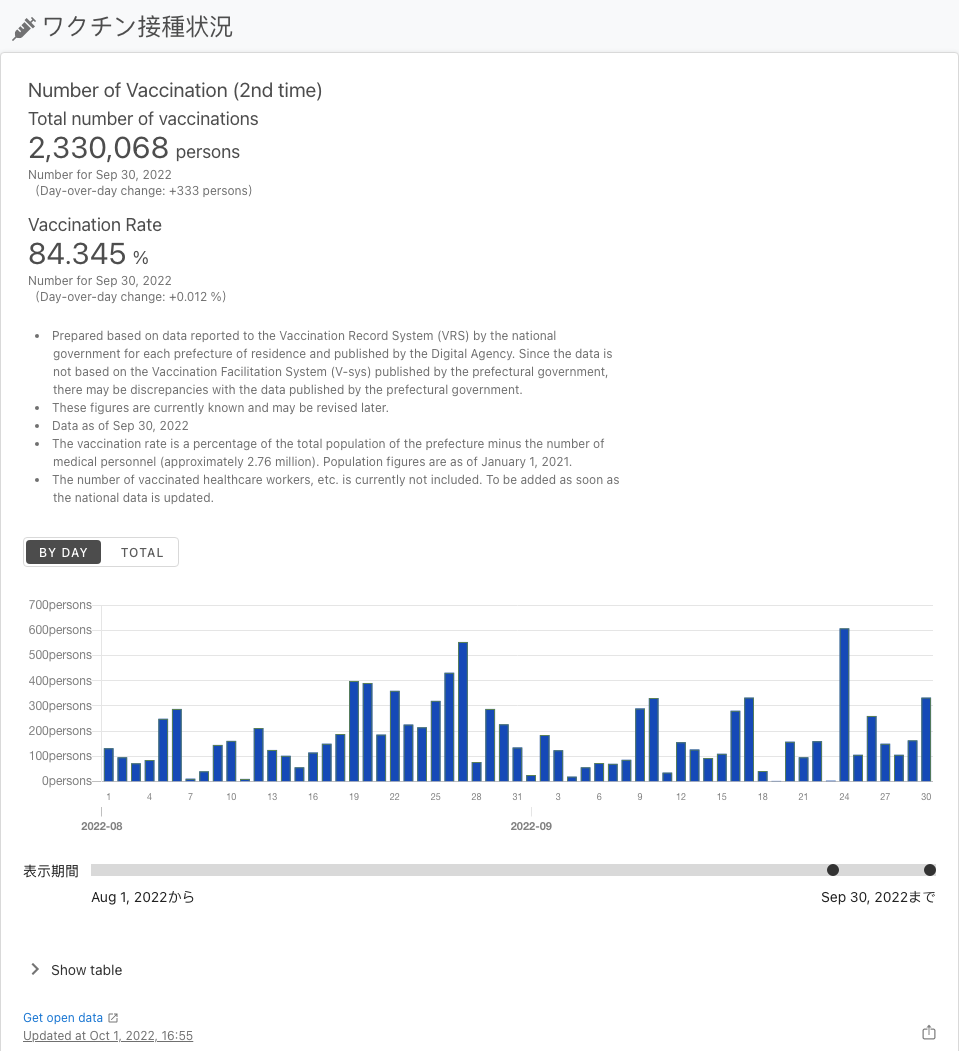 ワクチン接種状況
Number of Vaccination (2nd time)
Total number of vaccinations
2,330,068 persons
Number for Sep 30, 2022
(Day-over-day change: +333 persons)
Vaccination Rate
84.345 %
Number for Sep 30, 2022
(Day-over-day change: +0.012 %)
• Prepared based on data reported to the Vaccination Record System (VRS) by the national
government for each prefecture of residence and published by the Digital Agency. Since the data is
not based on the Vaccination Facilitation System (V-sys) published by the prefectural government,
there may be discrepancies with the data published by the prefectural government.
• These figures are currently known and may be revised later.
• Data as of Sep 30, 2022
• The vaccination rate is a percentage of the total population of the prefecture minus the number of
medical personnel (approximately 2.76 million). Population figures are as of January 1, 2021.
• The number of vaccinated healthcare workers, etc. is currently not included. To be added as soon as
the national data is updated.
BY DAY TOTAL
700persons
600persons
500persons
400persons
300persons
200persons
100persons
0persons
1 4 7 10 13 16 19 22 25 28 31 3 6 9 12 15 18 21 24 27 30
2022-08 2022-09
表示期間
Aug 1, 2022から Sep 30, 2022まで
Show table
Get open data
Updated at Oct 1, 2022, 16:55